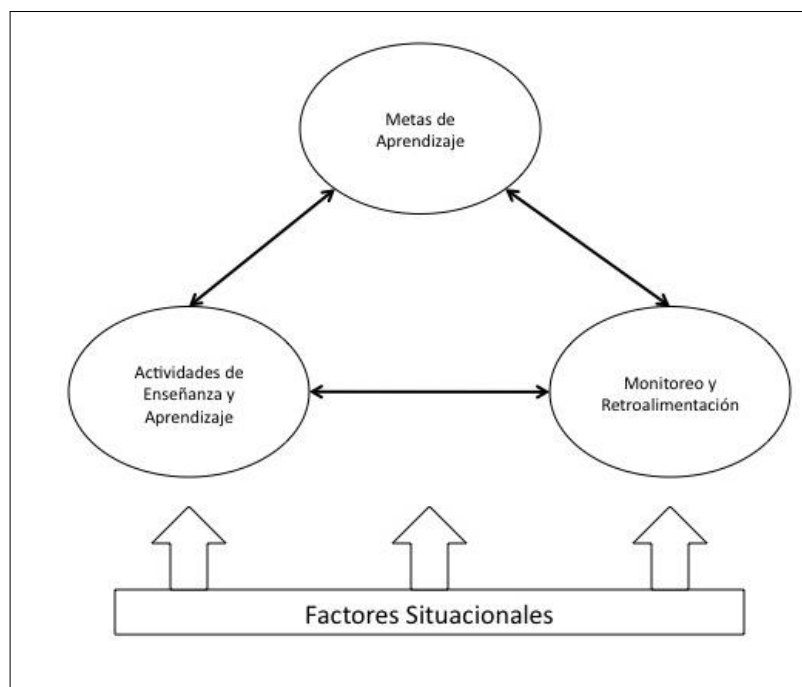 Metas de
Aprendizaje
Actividades de
Enseñanza y
Aprendizaje
Monitoreo y
Retroalimentación
Factores Situacionales